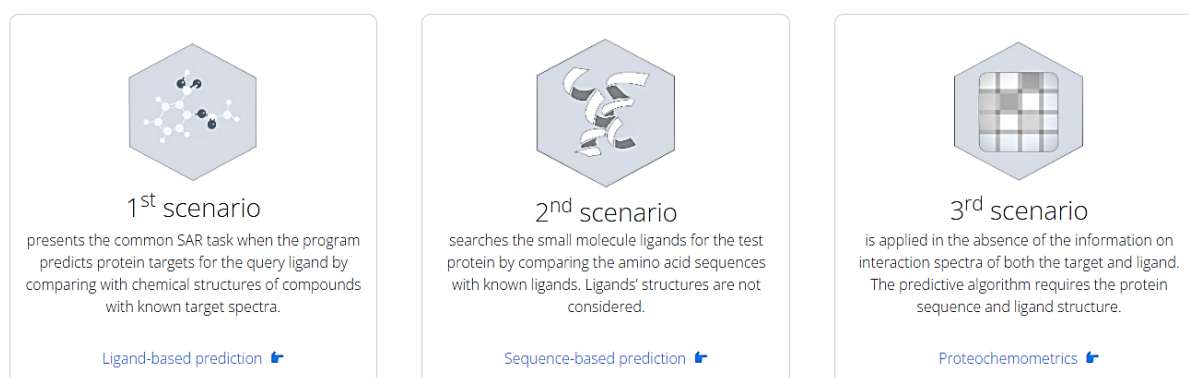 1st scenario
presents the common SAR task when the program
predicts protein targets for the query ligand by
comparing with chemical structures of compounds
with known target spectra.
Ligand-based prediction
2nd scenario
searches the small molecule ligands for the test
protein by comparing the amino acid sequences
with known ligands. Ligands’ structures are not
considered.
Sequence-based prediction
3rd scenario
is applied in the absence of the information on
interaction spectra of both the target and ligand.
The predictive algorithm requires the protein
sequence and ligand structure.
Proteochemometrics